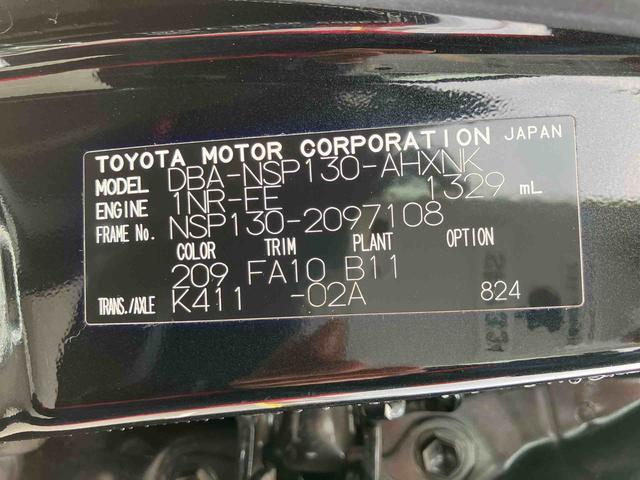 TOYOTA MOTOR CORPORATION JAPAN
MODEL DBA-NSP130-AHXNK
ENGINE 1NR-FE 1329 mL
FRAME No. NSP130-2097108
COLOR TRIM PLANT OPTION
209 FA10 B11
TRANS./AXLE K411 -02A 824